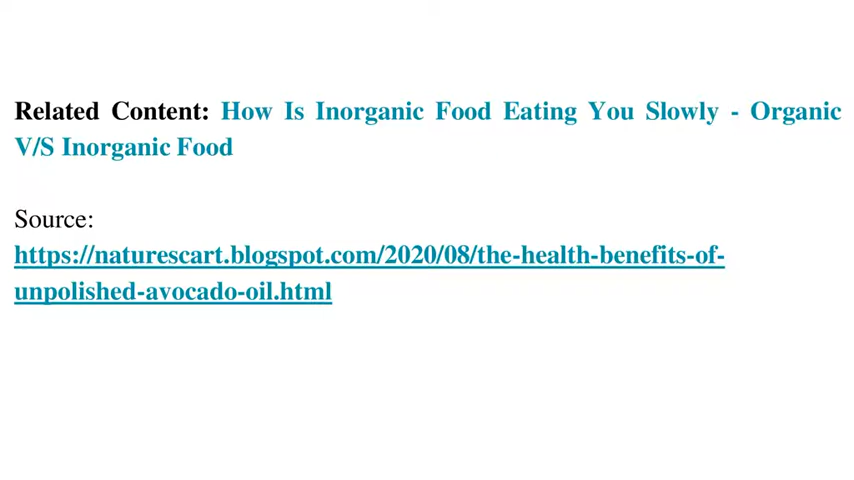 Related Content: How Is Inorganic Food Eating You Slowly - Organic
V/S Inorganic Food
Source:
https://naturescart.blogspot.com/2020/08/the-health-benefits-of-
unpolished-avocado-oil.html